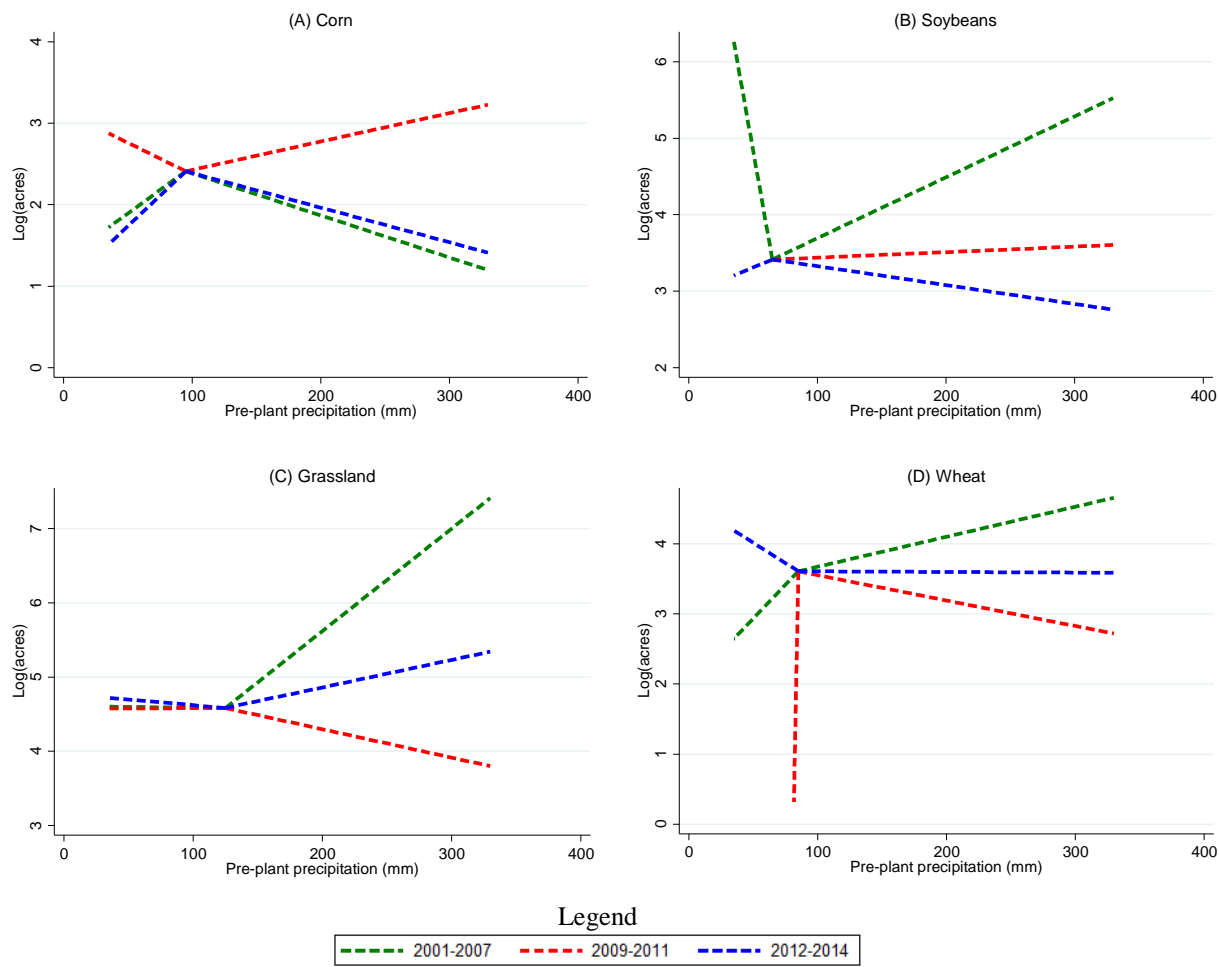 (A) Corn
4
3
2
1
0
Log(acres)
0 100 200 300 400
Pre-plant precipitation (mm)
(B) Soybeans
6
5
4
3
2
Log(acres)
0 100 200 300 400
Pre-plant precipitation (mm)
(C) Grassland
7
6
5
4
3
Log(acres)
0 100 200 300 400
Pre-plant precipitation (mm)
(D) Wheat
4
3
2
1
0
Log(acres)
0 100 200 300 400
Pre-plant precipitation (mm)
Legend
2001-2007 2009-2011 2012-2014